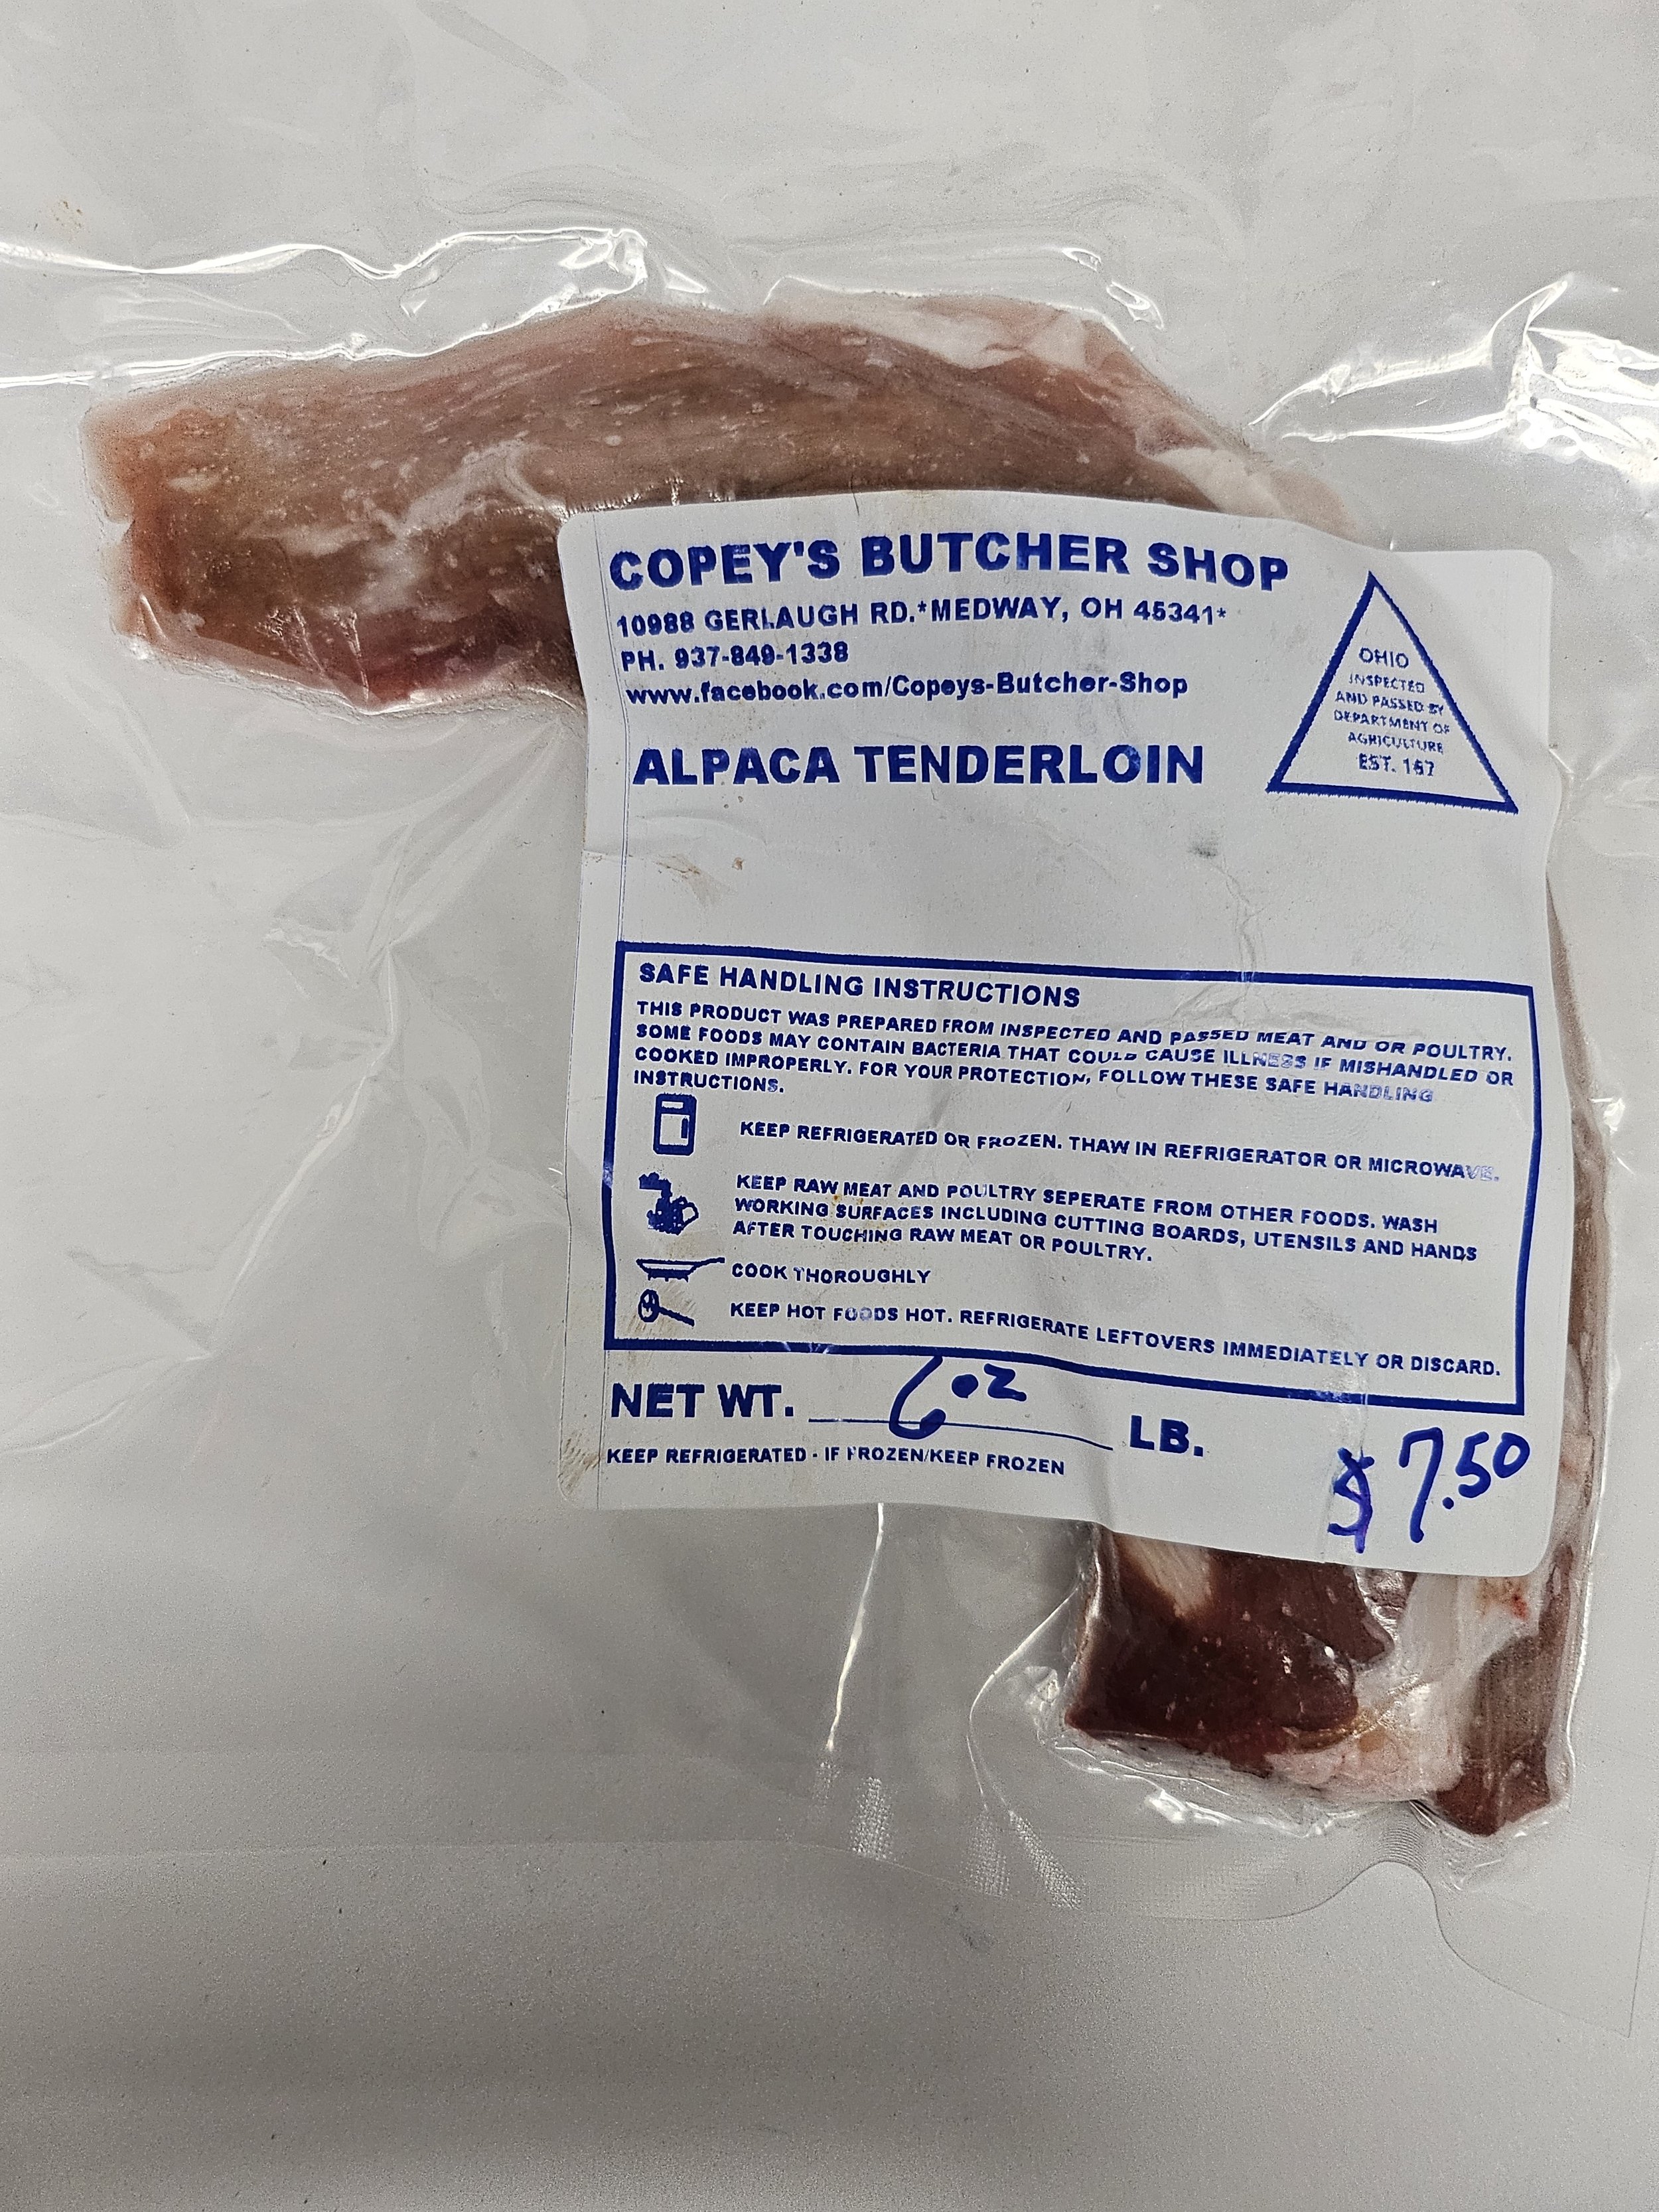 COPEY'S BUTCHER SHOP
10988 GERLAUGH RD.*MEDWAY, OH 45341*
PH. 937-849-1338
www.facebook.com/Copeys-Butcher-Shop
ALPACA TENDERLOIN
OHIO
INSPECTED
AND PASSED BY
DEPARTMENT OF
AGRICULTURE
EST. 167
SAFE HANDLING INSTRUCTIONS
THIS PRODUCT WAS PREPARED FROM INSPECTED AND PASSED MEAT AND OR POULTRY.
SOME FOODS MAY CONTAIN BACTERIA THAT COULD CAUSE ILLNESS IF MISHANDLED OR
COOKED IMPROPERLY. FOR YOUR PROTECTION, FOLLOW THESE SAFE HANDLING
INSTRUCTIONS.
KEEP REFRIGERATED OR FROZEN. THAW IN REFRIGERATOR OR MICROWAVE.
KEEP RAW MEAT AND POULTRY SEPERATE FROM OTHER FOODS. WASH
WORKING SURFACES INCLUDING CUTTING BOARDS, UTENSILS AND HANDS
AFTER TOUCHING RAW MEAT OR POULTRY.
COOK THOROUGHLY
KEEP HOT FOODS HOT. REFRIGERATE LEFTOVERS IMMEDIATELY OR DISCARD.
NET WT. 6oz LB.
KEEP REFRIGERATED - IF FROZEN/KEEP FROZEN
$7.50